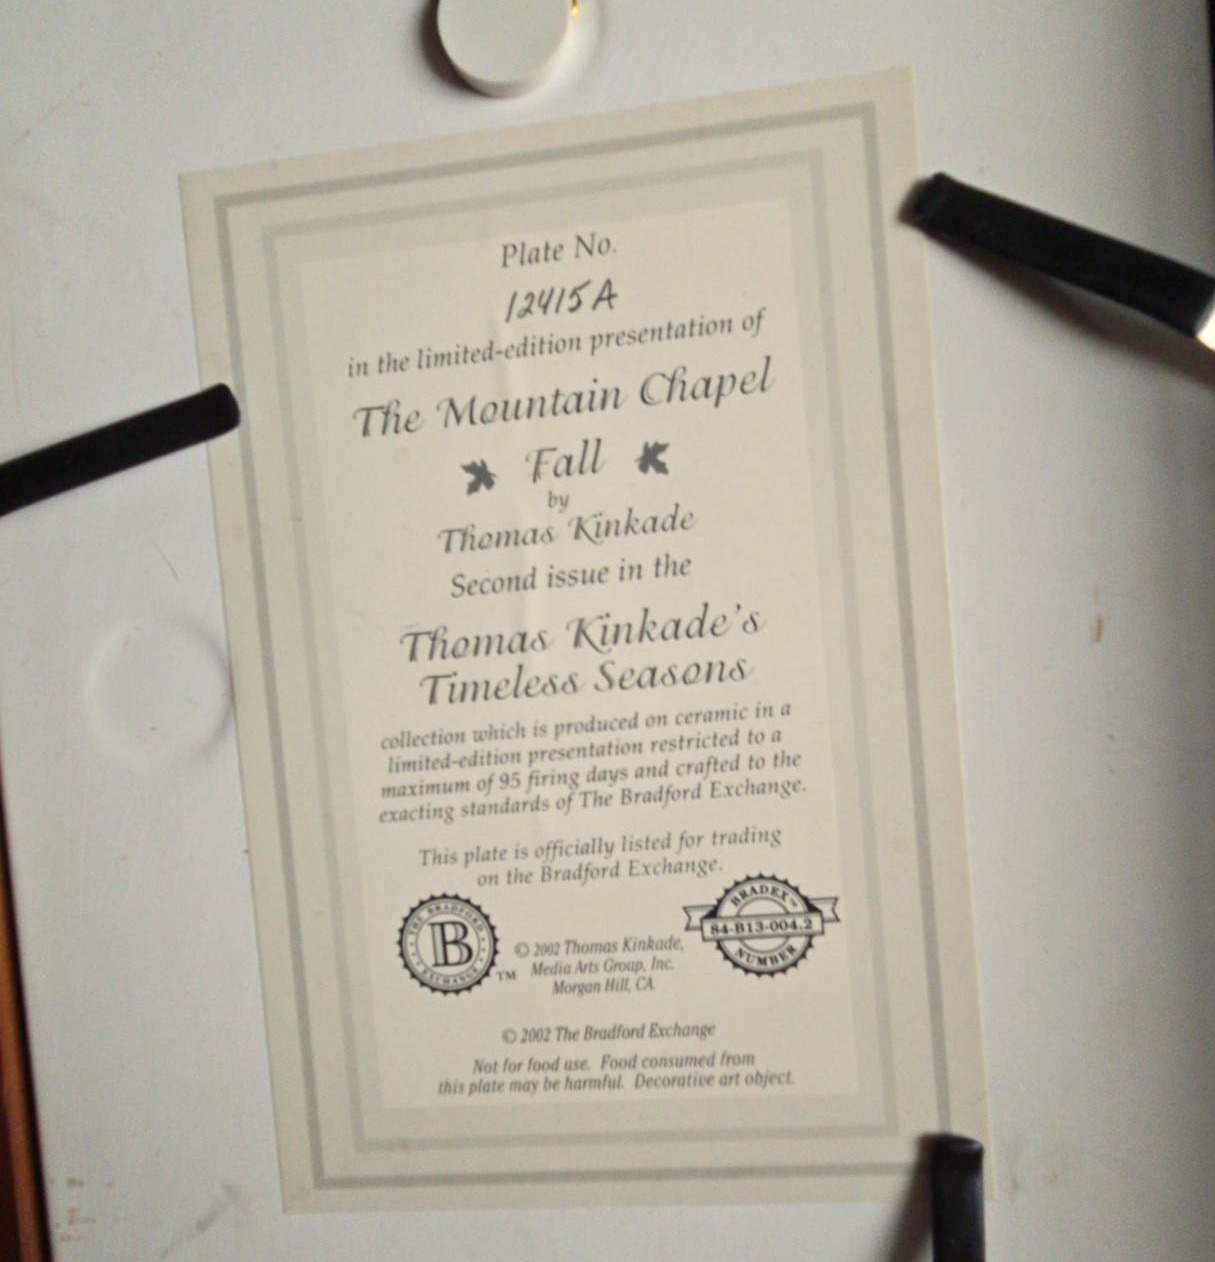 Plate No.
12415A
in the limited-edition presentation of
The Mountain Chapel
Fall
by
Thomas Kinkade
Second issue in the
Thomas Kinkade's
Timeless Seasons
collection which is produced on ceramic in a
limited-edition presentation restricted to a
maximum of 95 firing days and crafted to the
exacting standards of The Bradford Exchange.
This plate is officially listed for trading
on the Bradford Exchange.
THE BRADFORD
B
EXCHANGE
TM
© 2002 Thomas Kinkade,
Media Arts Group, Inc.
Morgan Hill, CA
BRADEX™
84-B13-004.2
NUMBER
© 2002 The Bradford Exchange
Not for food use. Food consumed from
this plate may be harmful. Decorative art object.